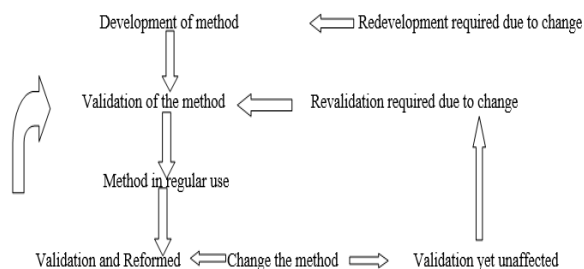 Development of method
Redevelopment required due to change
Validation of the method
Revalidation required due to change
Method in regular use
Validation and Reformed
Change the method
Validation yet unaffected